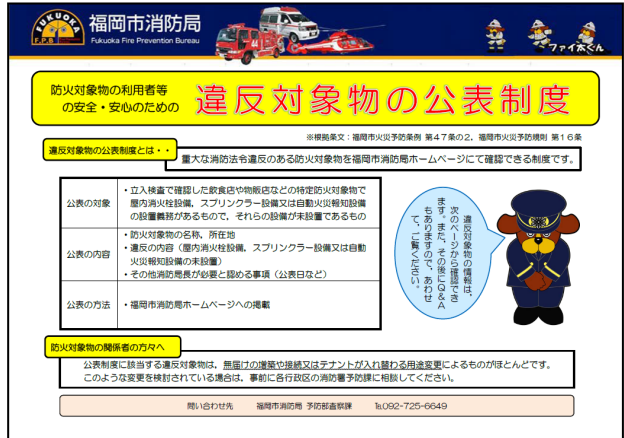 FUKUOKA
F.P.B
福岡市消防局
Fukuoka Fire Prevention Bureau
ファイ太くん
防火対象物の利用者等
の安全・安心のための
違反対象物の公表制度
※根拠条文：福岡市火災予防条例 第47条の2，福岡市火災予防規則 第16条
違反対象物の公表制度とは・・
重大な消防法令違反のある防火対象物を福岡市消防局ホームページにて確認できる制度です。
公表の対象
・立入検査で確認した飲食店や物販店などの特定防火対象物で
屋内消火栓設備，スプリンクラー設備又は自動火災報知設備
の設置義務があるもので，それらの設備が未設置であるもの
公表の内容
・防火対象物の名称，所在地
・違反の内容（屋内消火栓設備，スプリンクラー設備又は自動
火災報知設備の未設置）
・その他消防局長が必要と認める事項（公表日など）
公表の方法
・福岡市消防局ホームページへの掲載
違反対象物の情報は，
次のページから確認でき
ます。また，その後にQ＆A
もありますので，あわせ
て，ご覧ください。
防火対象物の関係者の方々へ
公表制度に該当する違反対象物は，無届けの増築や接続又はテナントが入れ替わる用途変更によるものがほとんどです。
このような変更を検討されている場合は，事前に各行政区の消防署予防課に相談してください。
問い合わせ先 福岡市消防局 予防部査察課 ℡092-725-6649